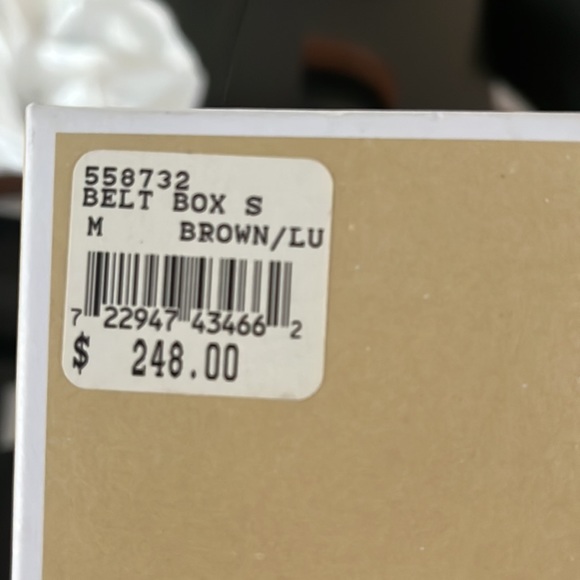 558732
BELT BOX S
M BROWN/LU
7 22947 43466 2
$ 248.00